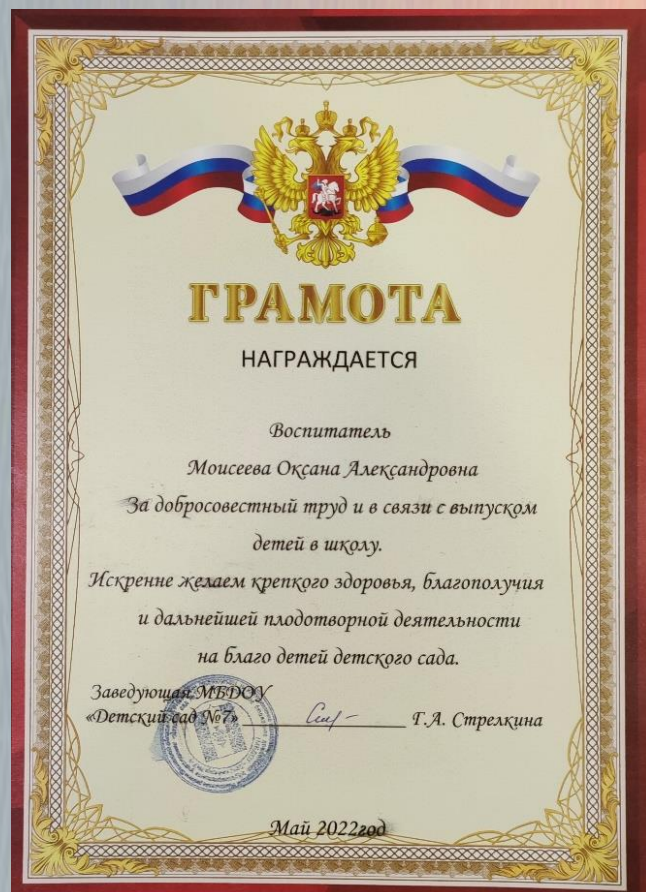 ГРАМОТА
НАГРАЖДАЕТСЯ
Воспитатель
Моисеева Оксана Александровна
За добросовестный труд и в связи с выпуском
детей в школу.
Искренне желаем крепкого здоровья, благополучия
и дальнейшей плодотворной деятельности
на благо детей детского сада.
Заведующая МБДОУ
«Детский сад №7» Г.А. Стрелкина
Май 2022год